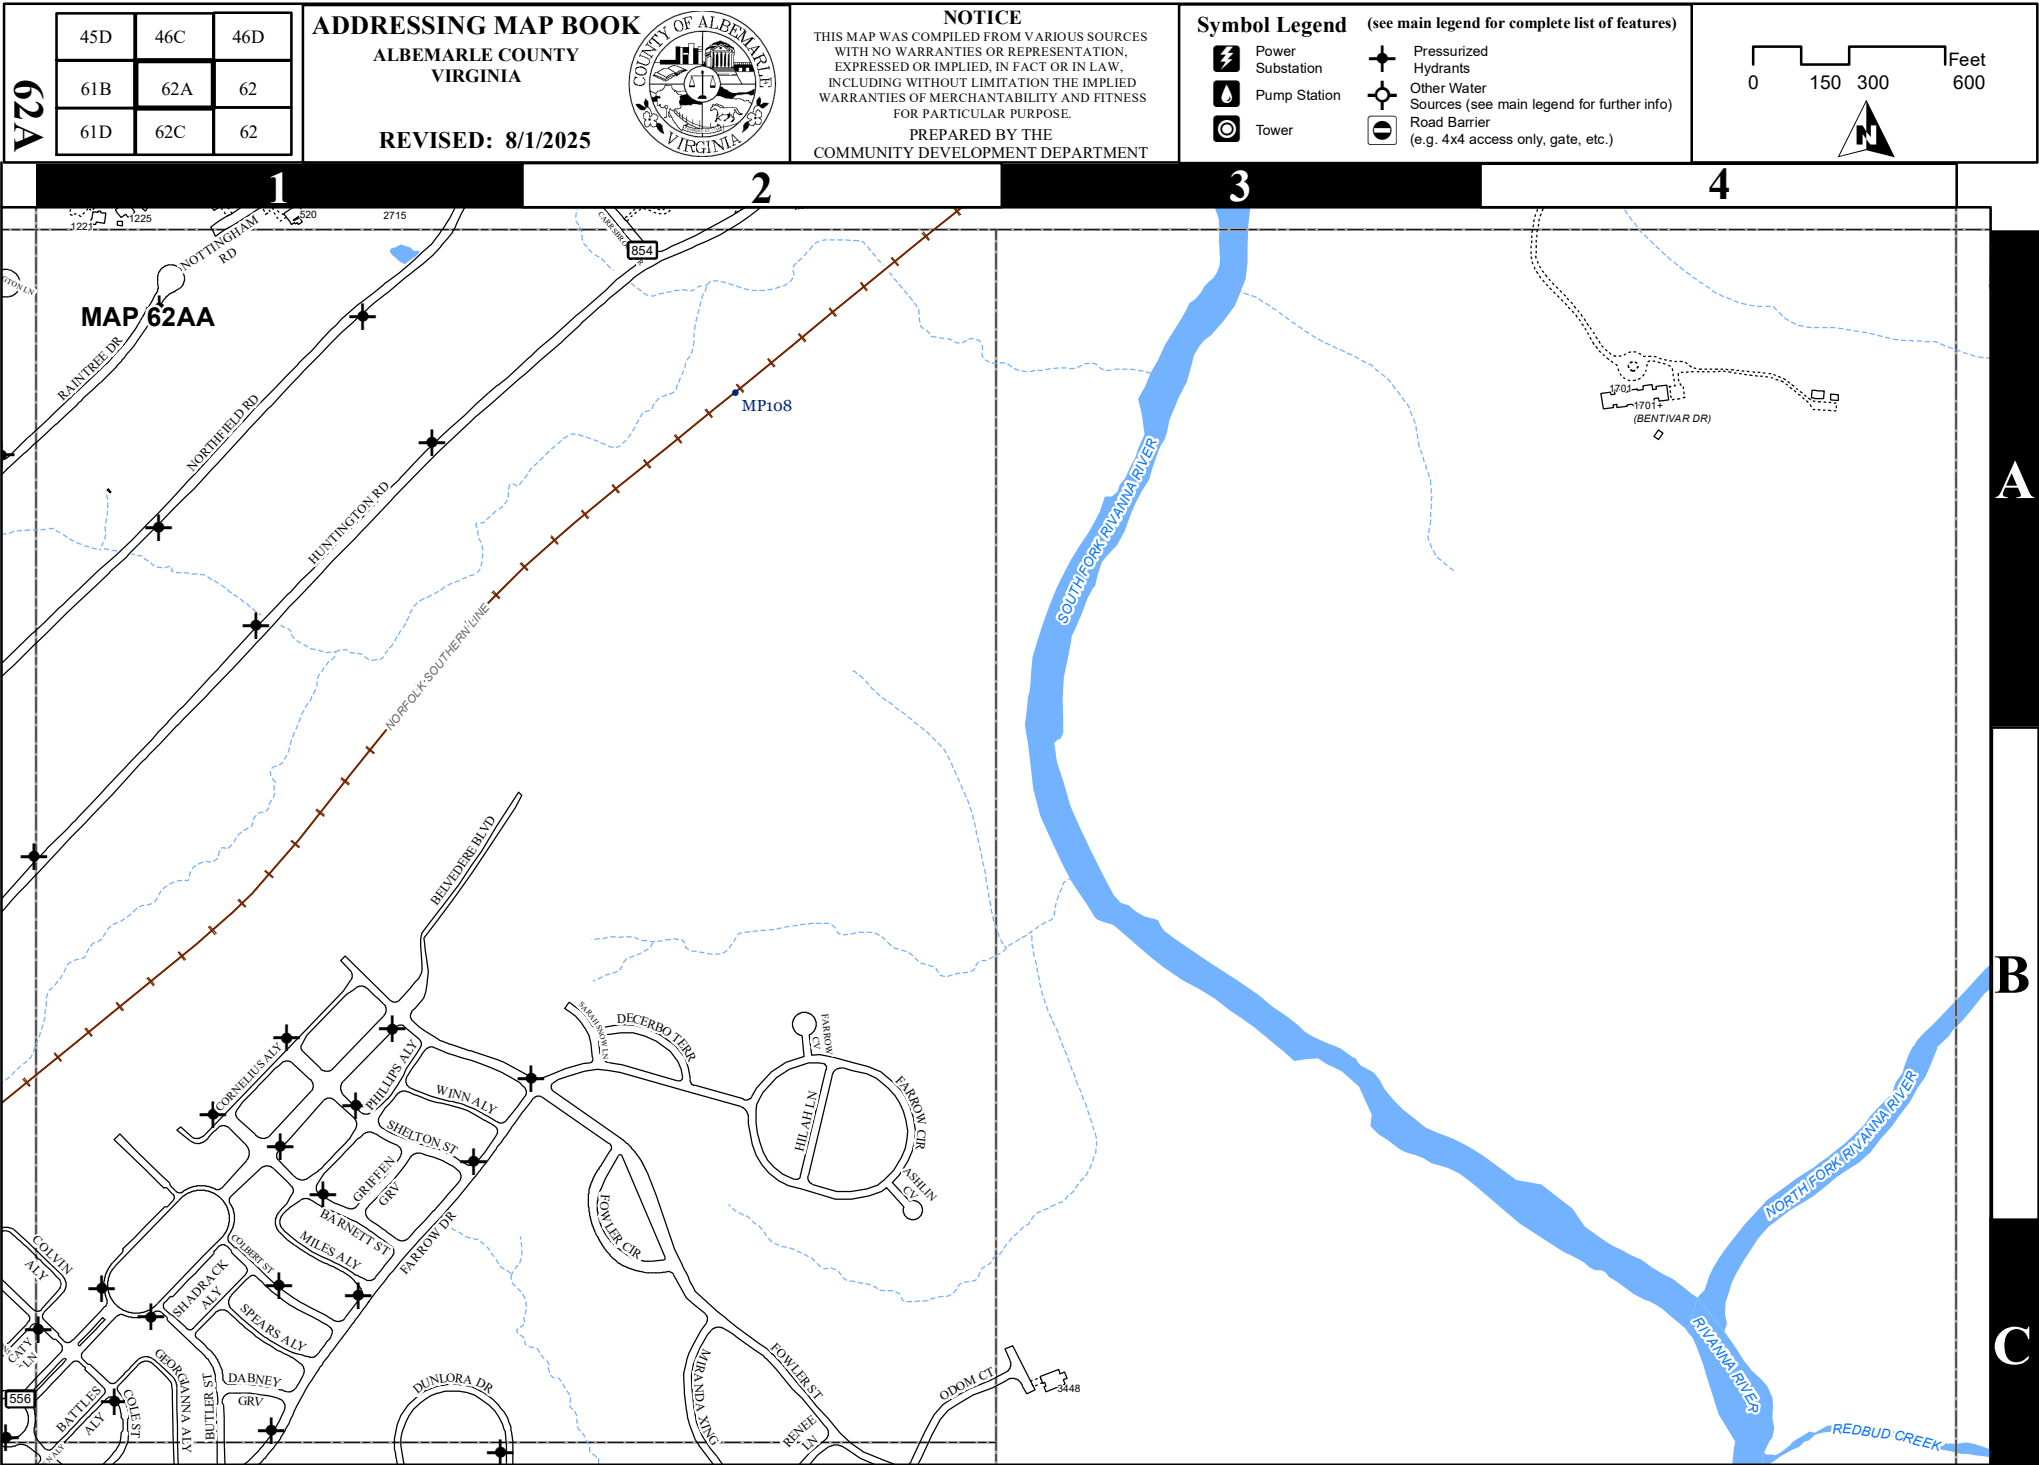 62A
45D 46C 46D
61B 62A 62
61D 62C 62
ADDRESSING MAP BOOK
ALBEMARLE COUNTY
VIRGINIA
REVISED: 8/1/2025
COUNTY OF ALBEMARLE
VIRGINIA
NOTICE
THIS MAP WAS COMPILED FROM VARIOUS SOURCES
WITH NO WARRANTIES OR REPRESENTATION,
EXPRESSED OR IMPLIED, IN FACT OR IN LAW,
INCLUDING WITHOUT LIMITATION THE IMPLIED
WARRANTIES OF MERCHANTABILITY AND FITNESS
FOR PARTICULAR PURPOSE.
PREPARED BY THE
COMMUNITY DEVELOPMENT DEPARTMENT
Symbol Legend (see main legend for complete list of features)
Power
Substation
Pump Station
Tower
Pressurized
Hydrants
Other Water
Sources (see main legend for further info)
Road Barrier
(e.g. 4x4 access only, gate, etc.)
Feet
0 150 300 600
N
1 2 3 4
A
B
C
1221
1225
520
2715
NOTTINGHAM
RD
854
MAP 62AA
RAINTREE DR
NORTHFIELD RD
HUNTINGTON RD
MP108
NORFOLK SOUTHERN LINE
SOUTH FORK RIVANNA RIVER
1701
1701+
(BENTIVAR DR)
BELVEDERE BLVD
CORNELIUS ALY
PHILLIPS ALY
WINN ALY
SHELTON ST
GRIFFEN
GRV
BARNETT ST
MILES ALY
FARROW DR
COLBERT ST
SHADRACK
ALY
SPEARS ALY
COLVIN
ALY
CATY
LN
556
BATTLES
ALY
COLE ST
GEORGIANNA ALY
BUTLER ST
DABNEY
GRV
DUNLORA DR
SARAH SNOW LN
DECERBO TERR
FARROW
CV
HILAH LN
FARROW CIR
ASHLIN
CV
FOWLER CIR
FOWLER ST
MIRANDA XING
RENEE
LN
ODOM CT
3448
NORTH FORK RIVANNA RIVER
RIVANNA RIVER
REDBUD CREEK